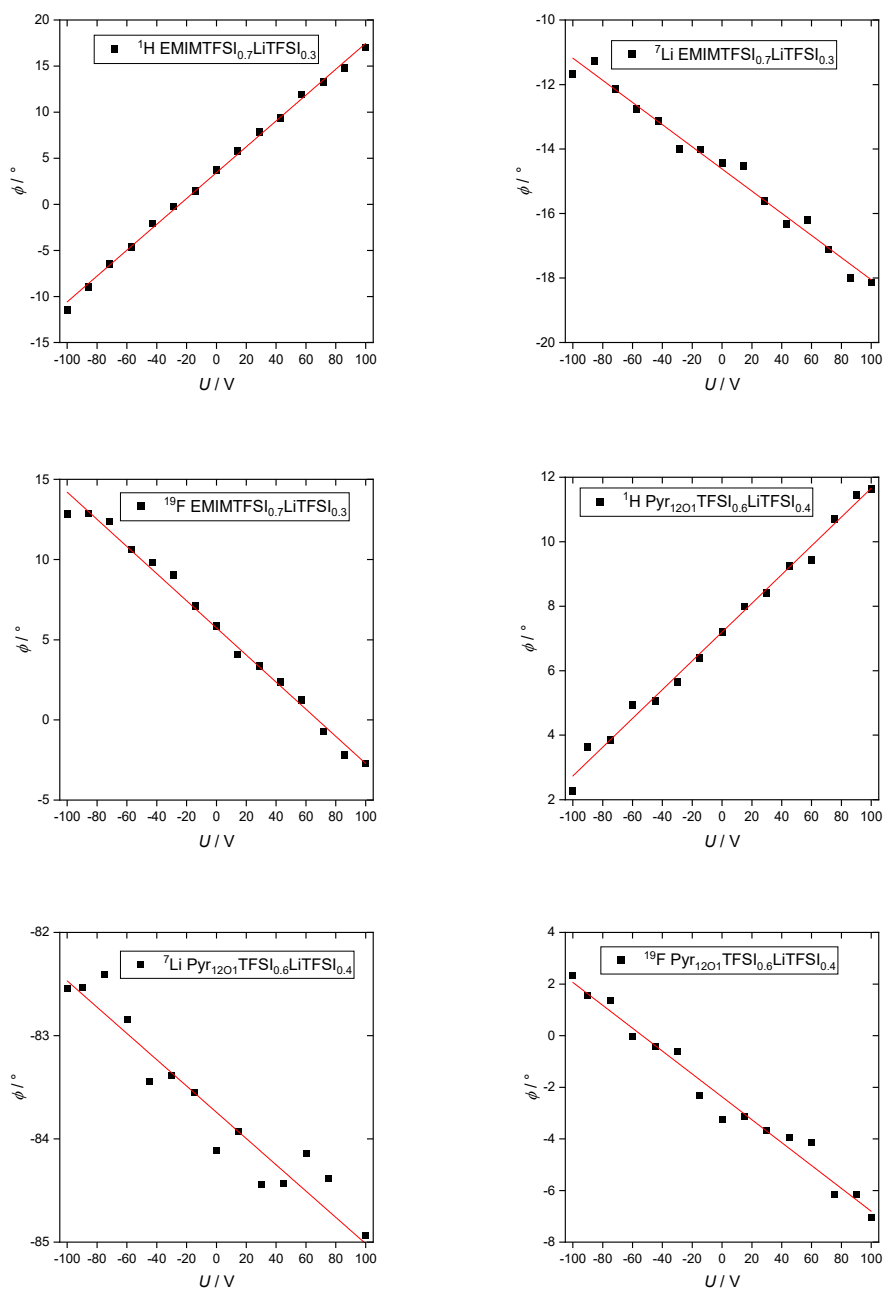 ¹H EMIMTFSI₀.₇LiTFSI₀.₃
20
15
10
5
0
-5
-10
-15
ϕ / °
-100 -80 -60 -40 -20 0 20 40 60 80 100
U / V
⁷Li EMIMTFSI₀.₇LiTFSI₀.₃
-10
-12
-14
-16
-18
-20
ϕ / °
-100 -80 -60 -40 -20 0 20 40 60 80 100
U / V
¹⁹F EMIMTFSI₀.₇LiTFSI₀.₃
15
10
5
0
-5
ϕ / °
-100 -80 -60 -40 -20 0 20 40 60 80 100
U / V
¹H Pyr₁₂O₁TFSI₀.₆LiTFSI₀.₄
12
10
8
6
4
2
ϕ / °
-100 -80 -60 -40 -20 0 20 40 60 80 100
U / V
⁷Li Pyr₁₂O₁TFSI₀.₆LiTFSI₀.₄
-82
-83
-84
-85
ϕ / °
-100 -80 -60 -40 -20 0 20 40 60 80 100
U / V
¹⁹F Pyr₁₂O₁TFSI₀.₆LiTFSI₀.₄
4
2
0
-2
-4
-6
-8
ϕ / °
-100 -80 -60 -40 -20 0 20 40 60 80 100
U / V